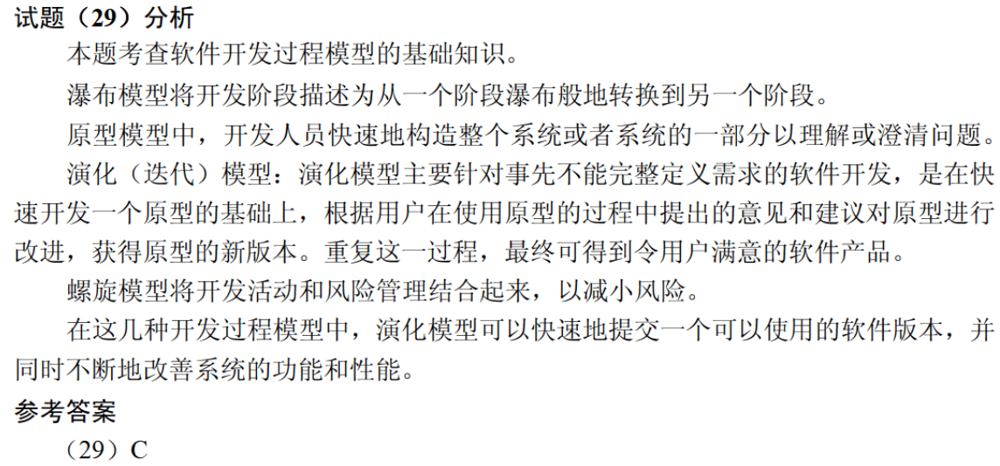 试题（29）分析
本题考查软件开发过程模型的基础知识。
瀑布模型将开发阶段描述为从一个阶段瀑布般地转换到另一个阶段。
原型模型中，开发人员快速地构造整个系统或者系统的一部分以理解或澄清问题。
演化（迭代）模型：演化模型主要针对事先不能完整定义需求的软件开发，是在快
速开发一个原型的基础上，根据用户在使用原型的过程中提出的意见和建议对原型进行
改进，获得原型的新版本。重复这一过程，最终可得到令用户满意的软件产品。
螺旋模型将开发活动和风险管理结合起来，以减小风险。
在这几种开发过程模型中，演化模型可以快速地提交一个可以使用的软件版本，并
同时不断地改善系统的功能和性能。
参考答案
（29）C